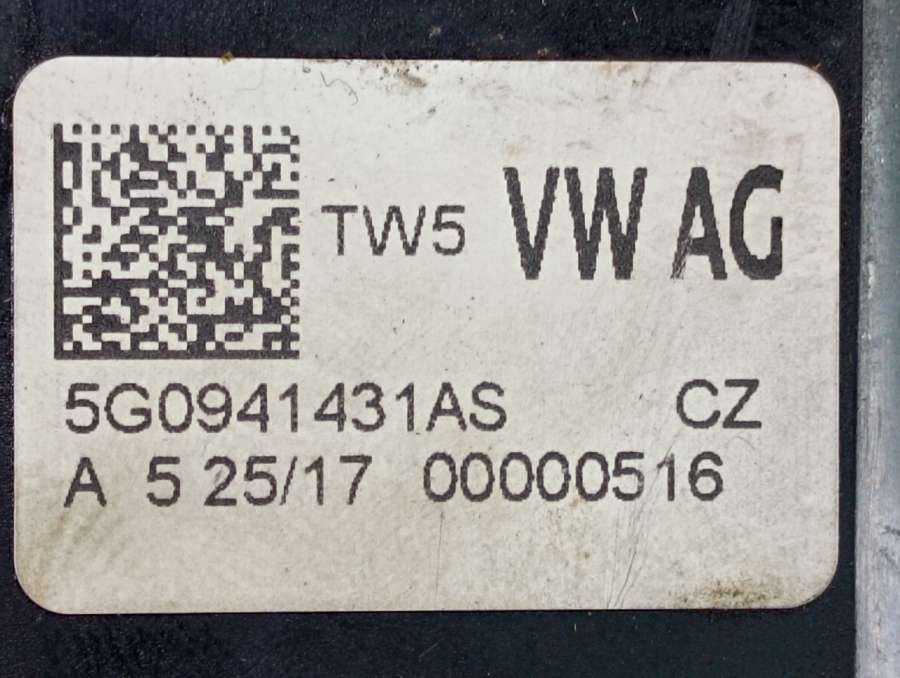 TW5 VW AG
5G0941431AS CZ
A 5 25/17 00000516